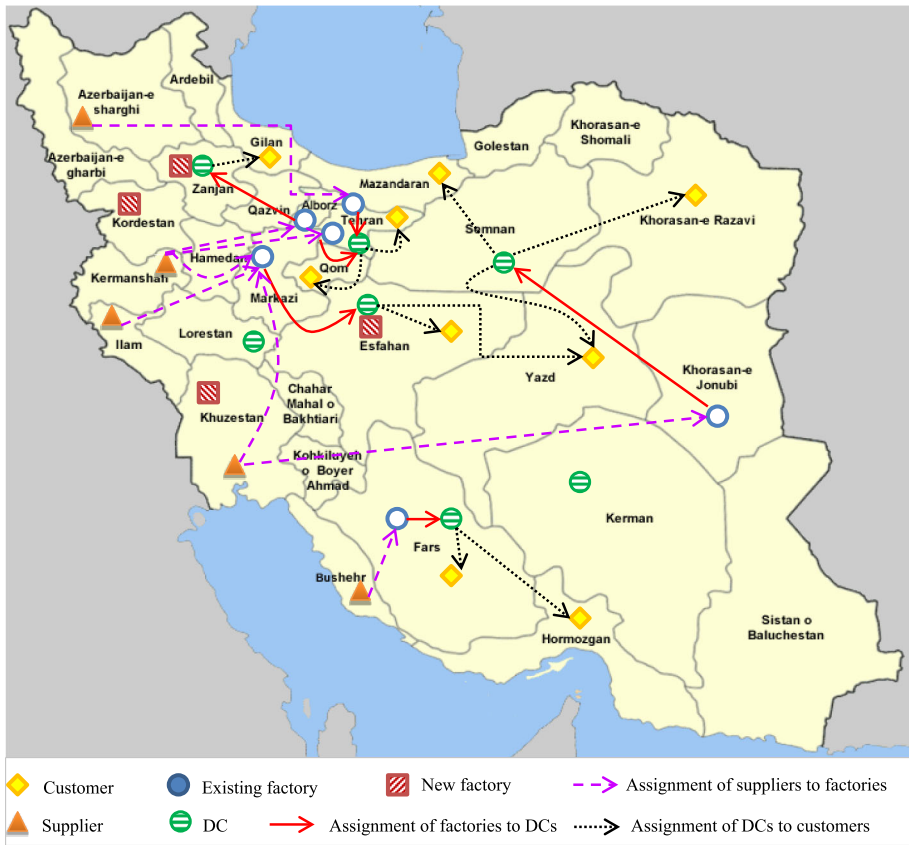 Ardebil
Azerbaijan-e
sharghi
Khorasan-e
Shomali
Golestan
Gilan
Azerbaijan-e
gharbi
Zanjan
Mazandaran
Alborz
Qazvin
Khorasan-e Razavi
Kordestan
Tehran
Semnan
Hamedan
Qom
Kermanshah
Markazi
Lorestan
Ilam
Esfahan
Yazd
Khorasan-e
Jonubi
Chahar
Mahal o
Bakhtiari
Khuzestan
Kohkiluyeh
o Boyer
Ahmad
Kerman
Fars
Bushehr
Hormozgan
Sistan o
Baluchestan
Customer
Existing factory
New factory
Assignment of suppliers to factories
Supplier
DC
Assignment of factories to DCs
Assignment of DCs to customers